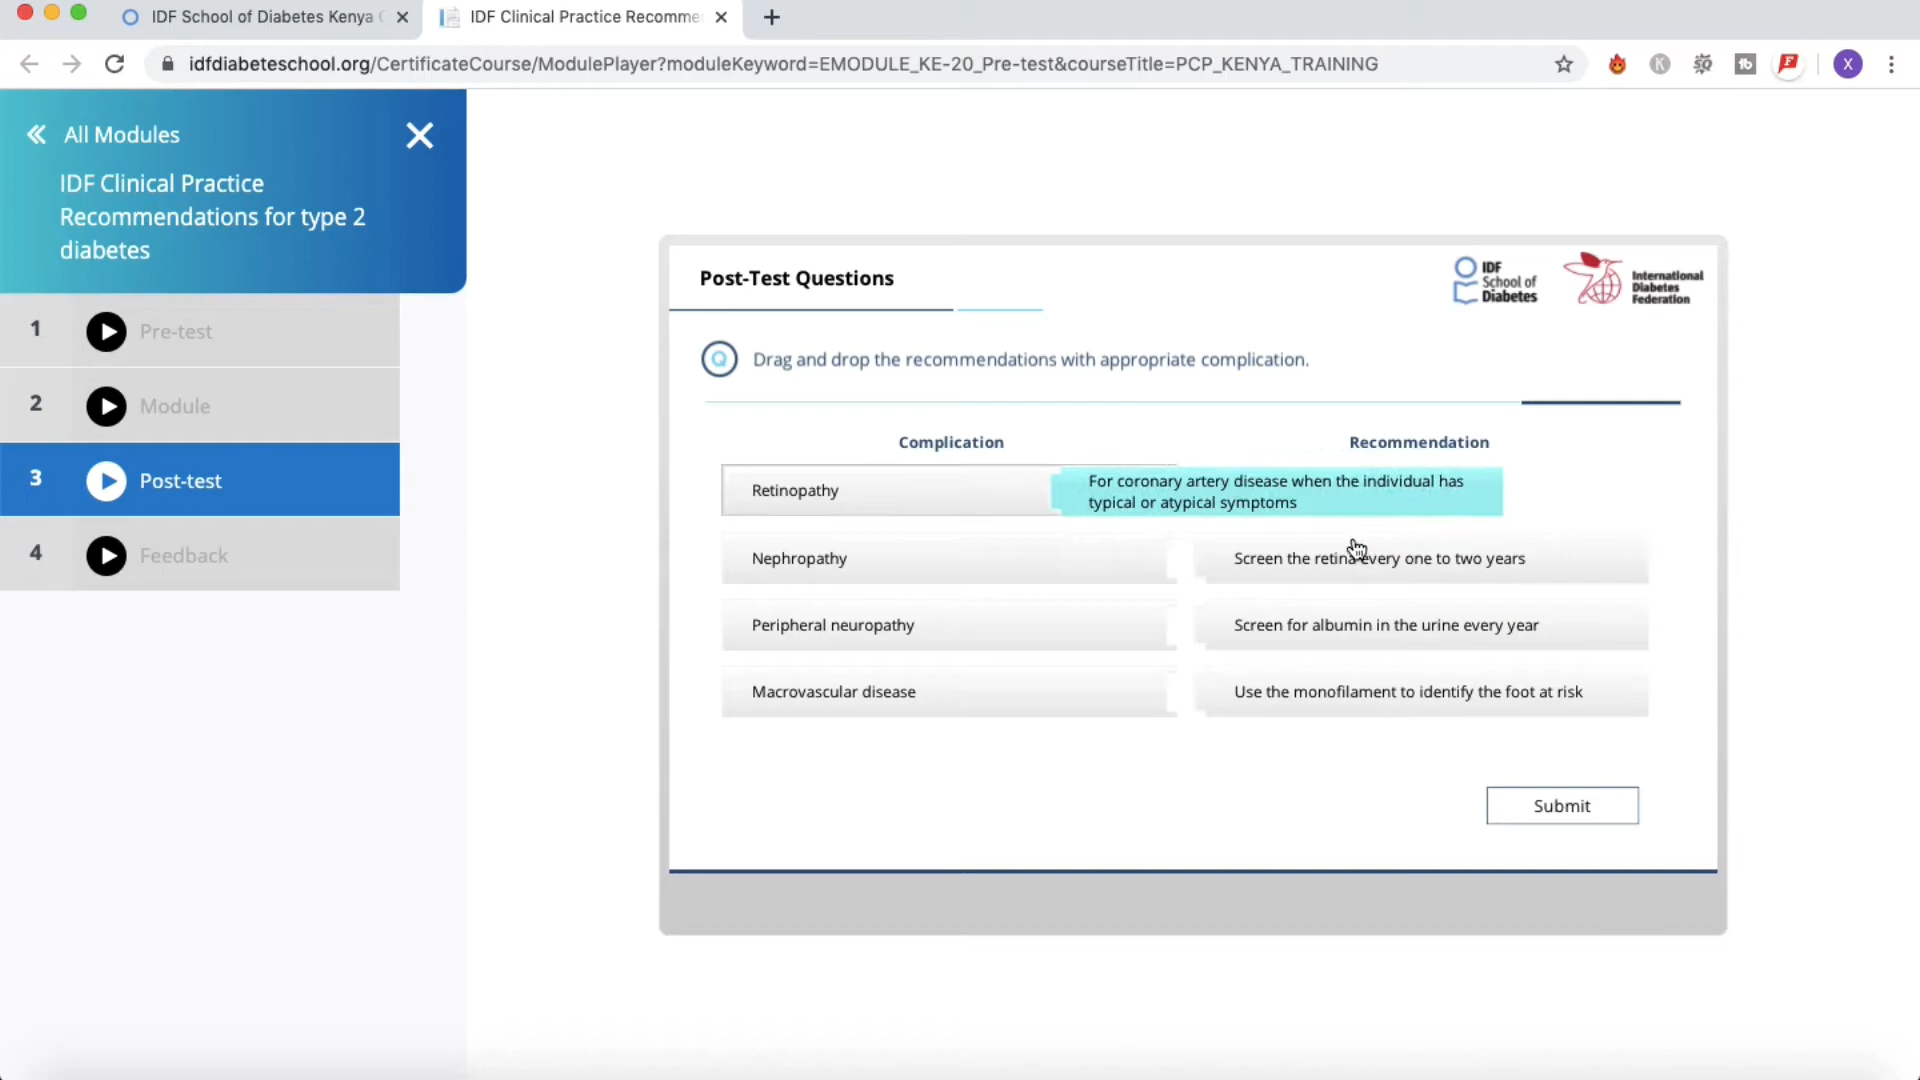 IDF School of Diabetes Kenya
IDF Clinical Practice Recomme
idfdiabeteschool.org/CertificateCourse/ModulePlayer?moduleKeyword=EMODULE_KE-20_Pre-test&courseTitle=PCP_KENYA_TRAINING
K
tb
F
X
All Modules
IDF Clinical Practice
Recommendations for type 2
diabetes
1 Pre-test
2 Module
3 Post-test
4 Feedback
Post-Test Questions
IDF
School of
Diabetes
International
Diabetes
Federation
Q Drag and drop the recommendations with appropriate complication.
Complication Recommendation
Retinopathy
For coronary artery disease when the individual has
typical or atypical symptoms
Nephropathy
Screen the retina every one to two years
Peripheral neuropathy
Screen for albumin in the urine every year
Macrovascular disease
Use the monofilament to identify the foot at risk
Submit